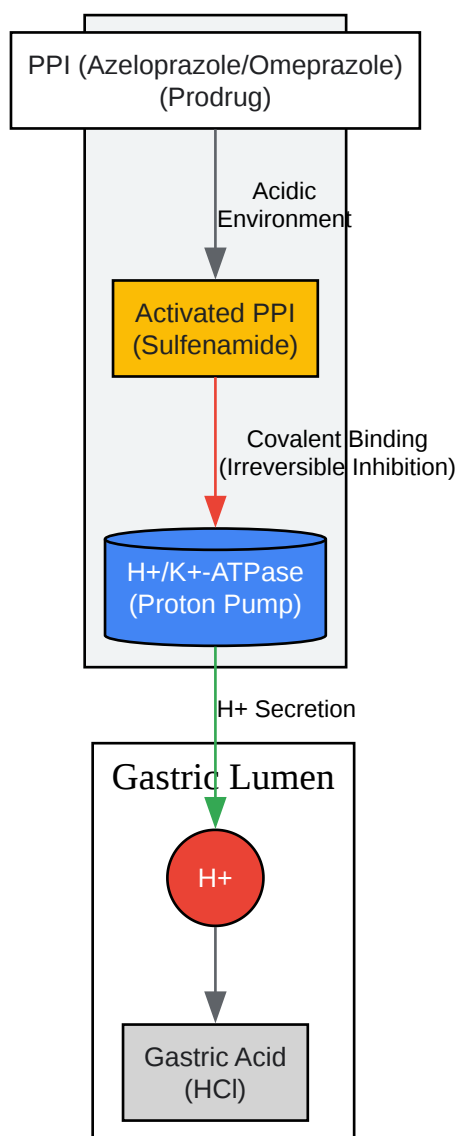 PPI (Azeloprazole/Omeprazole)
(Prodrug)
Acidic
Environment
Activated PPI
(Sulfenamide)
Covalent Binding
(Irreversible Inhibition)
H+/K+-ATPase
(Proton Pump)
H+ Secretion
Gastric Lumen
H+
Gastric Acid
(HCl)